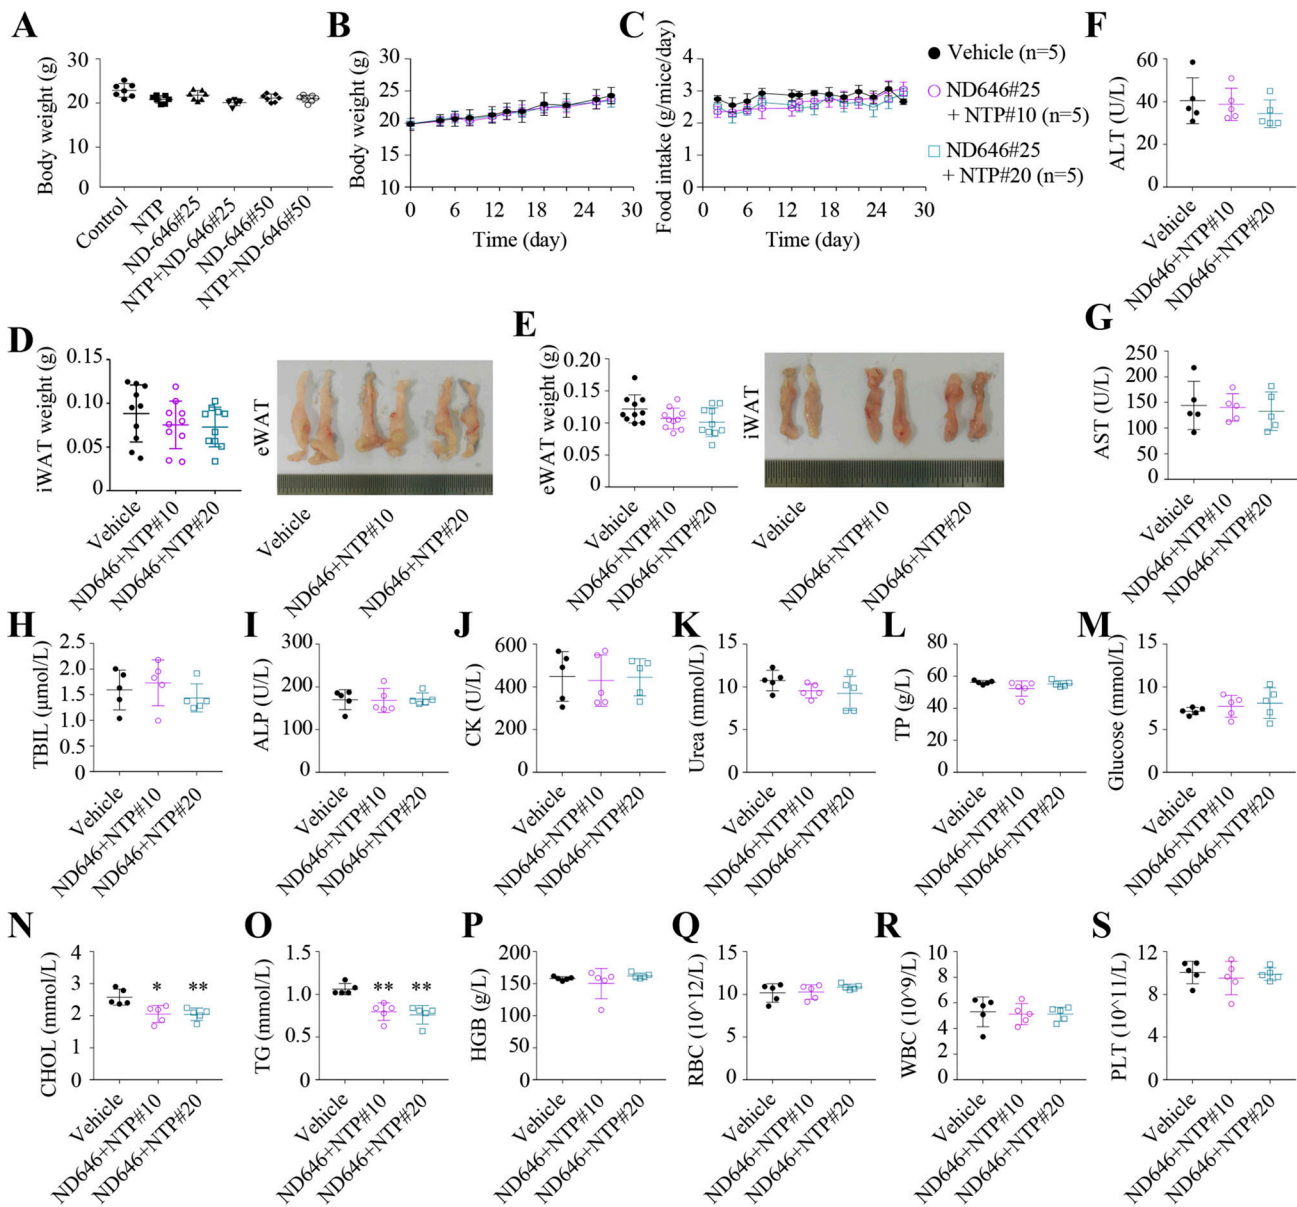 A
Body weight (g)
30
20
10
0
Control
NTP
ND-646#25
NTP+ND-646#25
ND-646#50
NTP+ND-646#50
B
Body weight (g)
30
25
20
15
10
0 6 12 18 24 30
Time (day)
C
Food intake (g/mice/day)
4
3
2
1
0
0 6 12 18 24 30
Time (day)
Vehicle (n=5)
ND646#25
+ NTP#10 (n=5)
ND646#25
+ NTP#20 (n=5)
F
ALT (U/L)
60
40
20
0
Vehicle
ND646+NTP#10
ND646+NTP#20
D
iWAT weight (g)
0.15
0.10
0.05
0
Vehicle
ND646+NTP#10
ND646+NTP#20
eWAT
Vehicle
ND646+NTP#10
ND646+NTP#20
E
eWAT weight (g)
0.20
0.15
0.10
0.05
0.00
Vehicle
ND646+NTP#10
ND646+NTP#20
iWAT
Vehicle
ND646+NTP#10
ND646+NTP#20
G
AST (U/L)
250
200
150
100
50
0
Vehicle
ND646+NTP#10
ND646+NTP#20
H
TBIL (μmol/L)
2.5
2.0
1.5
1.0
0.5
0
Vehicle
ND646+NTP#10
ND646+NTP#20
I
ALP (U/L)
300
200
100
0
Vehicle
ND646+NTP#10
ND646+NTP#20
J
CK (U/L)
600
400
200
0
Vehicle
ND646+NTP#10
ND646+NTP#20
K
Urea (mmol/L)
15
10
5
0
Vehicle
ND646+NTP#10
ND646+NTP#20
L
TP (g/L)
80
60
40
20
0
Vehicle
ND646+NTP#10
ND646+NTP#20
M
Glucose (mmol/L)
15
10
5
0
Vehicle
ND646+NTP#10
ND646+NTP#20
N
CHOL (mmol/L)
4
3
2
1
0
* **
Vehicle
ND646+NTP#10
ND646+NTP#20
O
TG (mmol/L)
1.5
1.0
0.5
0.0
** **
Vehicle
ND646+NTP#10
ND646+NTP#20
P
HGB (g/L)
200
150
100
50
0
Vehicle
ND646+NTP#10
ND646+NTP#20
Q
RBC (10^12/L)
15
10
5
0
Vehicle
ND646+NTP#10
ND646+NTP#20
R
WBC (10^9/L)
10
8
6
4
2
0
Vehicle
ND646+NTP#10
ND646+NTP#20
S
PLT (10^11/L)
12
8
4
0
Vehicle
ND646+NTP#10
ND646+NTP#20